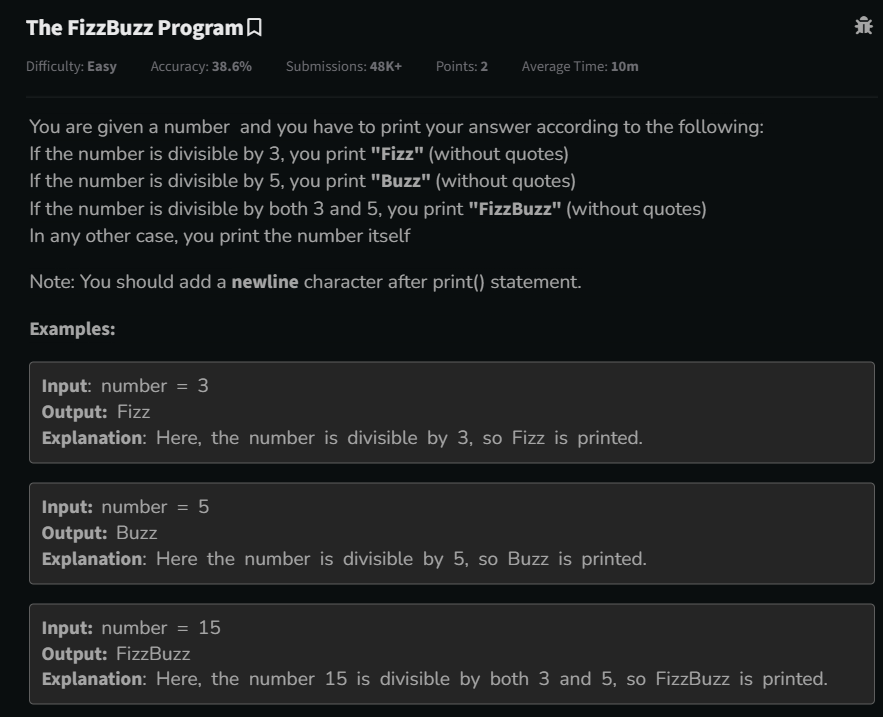 The FizzBuzz Program
Difficulty: Easy Accuracy: 38.6% Submissions: 48K+ Points: 2 Average Time: 10m
You are given a number and you have to print your answer according to the following:
If the number is divisible by 3, you print "Fizz" (without quotes)
If the number is divisible by 5, you print "Buzz" (without quotes)
If the number is divisible by both 3 and 5, you print "FizzBuzz" (without quotes)
In any other case, you print the number itself
Note: You should add a newline character after print() statement.
Examples:
Input: number = 3
Output: Fizz
Explanation: Here, the number is divisible by 3, so Fizz is printed.
Input: number = 5
Output: Buzz
Explanation: Here the number is divisible by 5, so Buzz is printed.
Input: number = 15
Output: FizzBuzz
Explanation: Here, the number 15 is divisible by both 3 and 5, so FizzBuzz is printed.